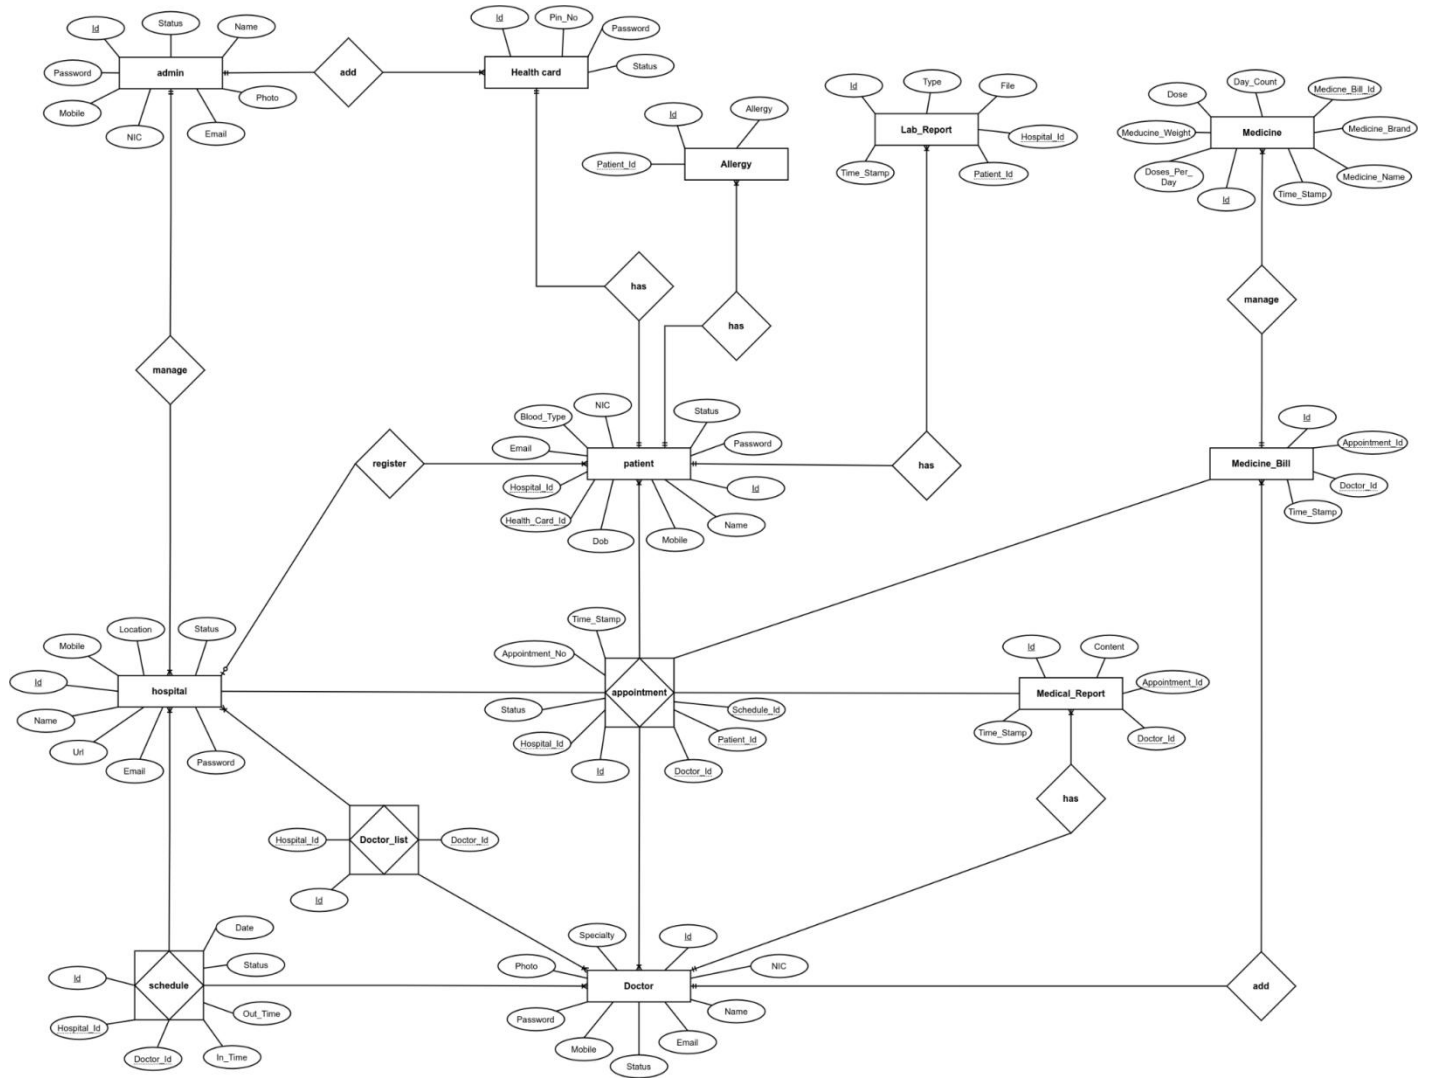 Id
Status
Name
Password
admin
Mobile
NIC
Email
Photo
add
Id
Pin_No
Password
Health card
Status
Id
Allergy
Patient_Id
Allergy
Id
Type
File
Lab_Report
Hospital_Id
Time_Stamp
Patient_Id
Day_Count
Medicne_Bill_Id
Dose
Meducine_Weight
Medicine
Medicine_Brand
Doses_Per_
Day
Id
Time_Stamp
Medicine_Name
has
has
manage
manage
Blood_Type
NIC
Status
Email
Password
register
patient
has
Hospital_Id
Id
Health_Card_Id
Dob
Mobile
Name
Id
Appointment_Id
Medicine_Bill
Doctor_Id
Time_Stamp
Mobile
Location
Status
Id
hospital
Name
Url
Email
Password
Time_Stamp
Appointment_No
appointment
Status
Schedule_Id
Hospital_Id
Patient_Id
Id
Doctor_Id
Id
Content
Appointment_Id
Medical_Report
Time_Stamp
Doctor_Id
has
Hospital_Id
Doctor_list
Doctor_Id
Id
Date
Status
Id
schedule
Out_Time
Hospital_Id
Doctor_Id
In_Time
Specialty
Id
Photo
NIC
Doctor
Password
Name
Mobile
Email
Status
add